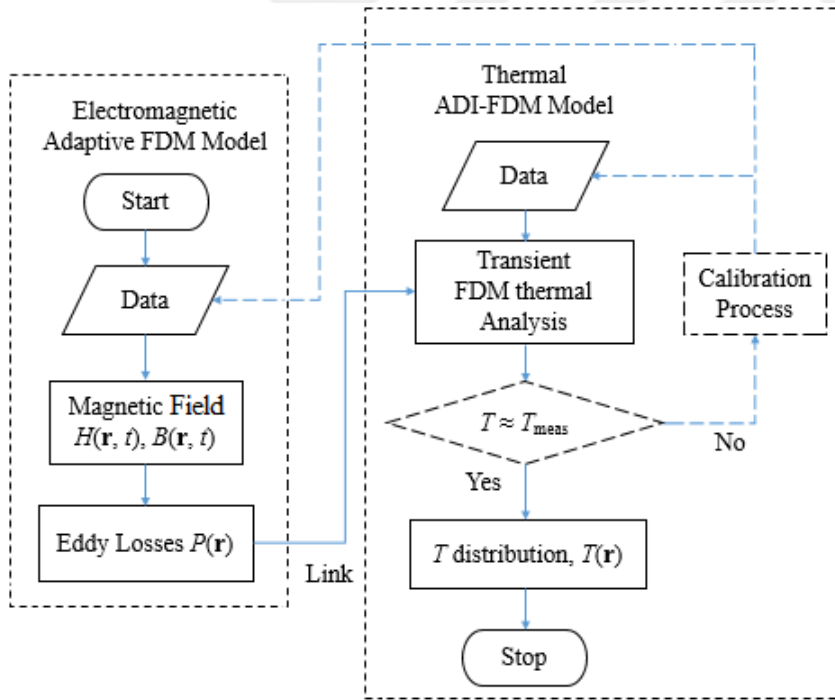 Electromagnetic
Adaptive FDM Model
Start
Data
Magnetic Field
H(r, t), B(r, t)
Eddy Losses P(r)
Link
Thermal
ADI-FDM Model
Data
Transient
FDM thermal
Analysis
T ≈ Tmeas
Yes
No
Calibration
Process
T distribution, T(r)
Stop